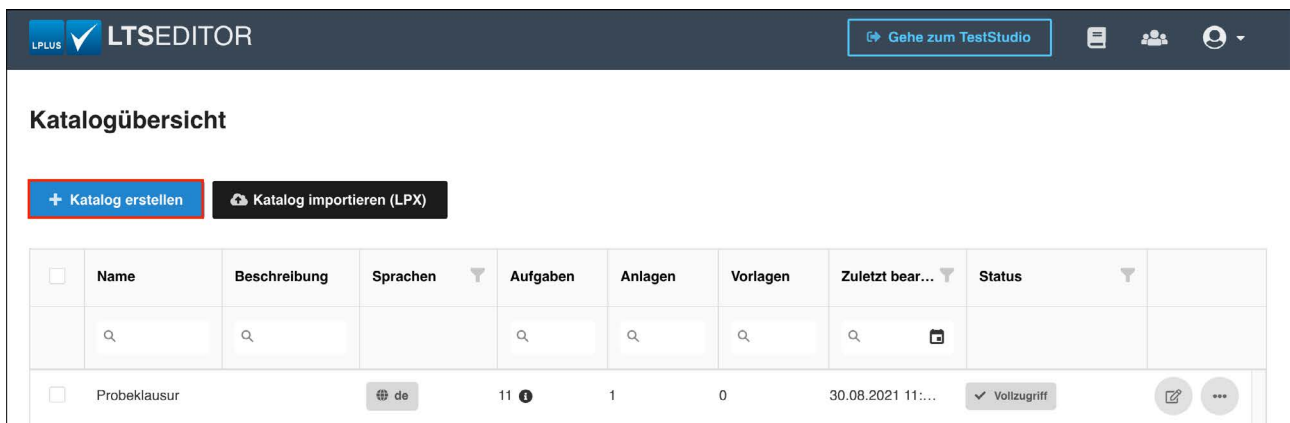 LPLUS LTSEDITOR Gehe zum TestStudio
Katalogübersicht
+ Katalog erstellen Katalog importieren (LPX)
Name Beschreibung Sprachen Aufgaben Anlagen Vorlagen Zuletzt bear... Status
Probeklausur de 11 1 0 30.08.2021 11:... Vollzugriff